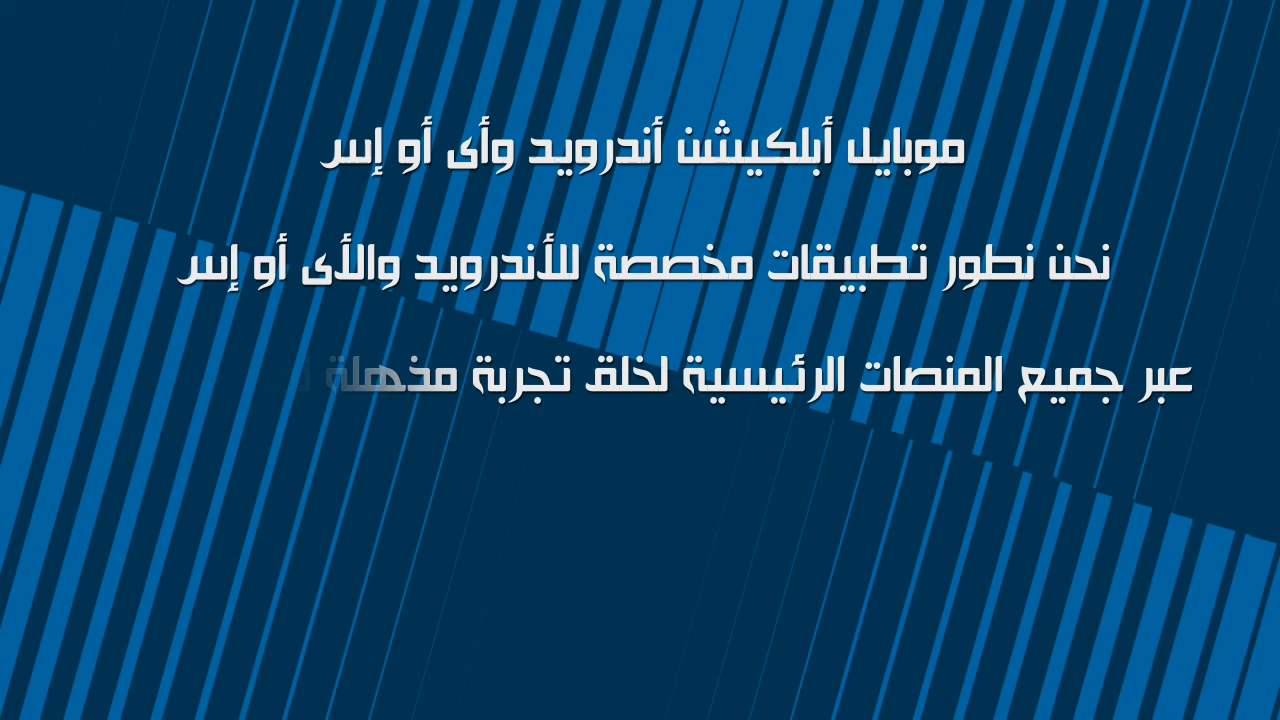 موبايل أبلكيشن أندرويد وأى أو إس
نحن نطور تطبيقات مخصصة للأندرويد والأى أو إس
عبر جميع المنصات الرئيسية لخلق تجربة مذهلة